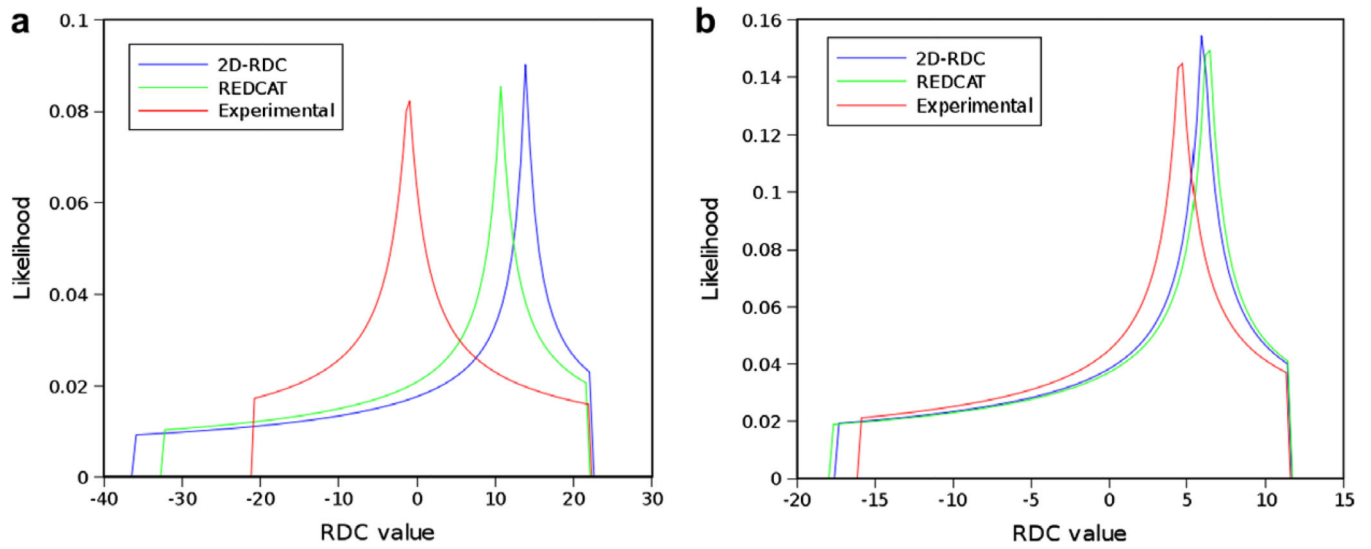 a
0.1
0.08
0.06
0.04
0.02
0
-40 -30 -20 -10 0 10 20 30
Likelihood
RDC value
2D-RDC
REDCAT
Experimental
b
0.16
0.14
0.12
0.1
0.08
0.06
0.04
0.02
0
-20 -15 -10 -5 0 5 10 15
Likelihood
RDC value
2D-RDC
REDCAT
Experimental